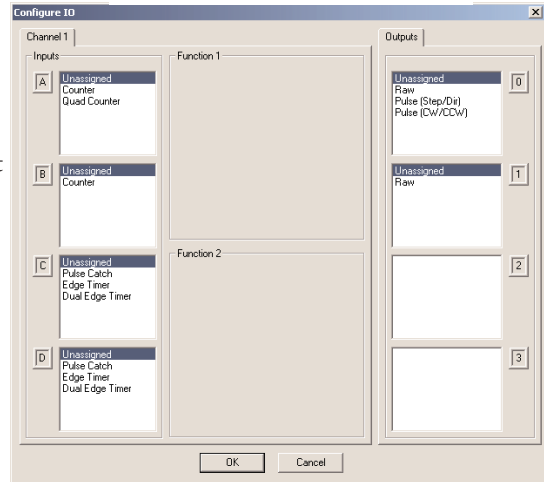 Configure IO
Channel 1
Inputs
A
Unassigned
Counter
Quad Counter
B
Unassigned
Counter
C
Unassigned
Pulse Catch
Edge Timer
Dual Edge Timer
D
Unassigned
Pulse Catch
Edge Timer
Dual Edge Timer
Function 1
Function 2
Outputs
Unassigned
Raw
Pulse (Step/Dir)
Pulse (CW/CCW)
0
Unassigned
Raw
1
2
3
OK
Cancel
t